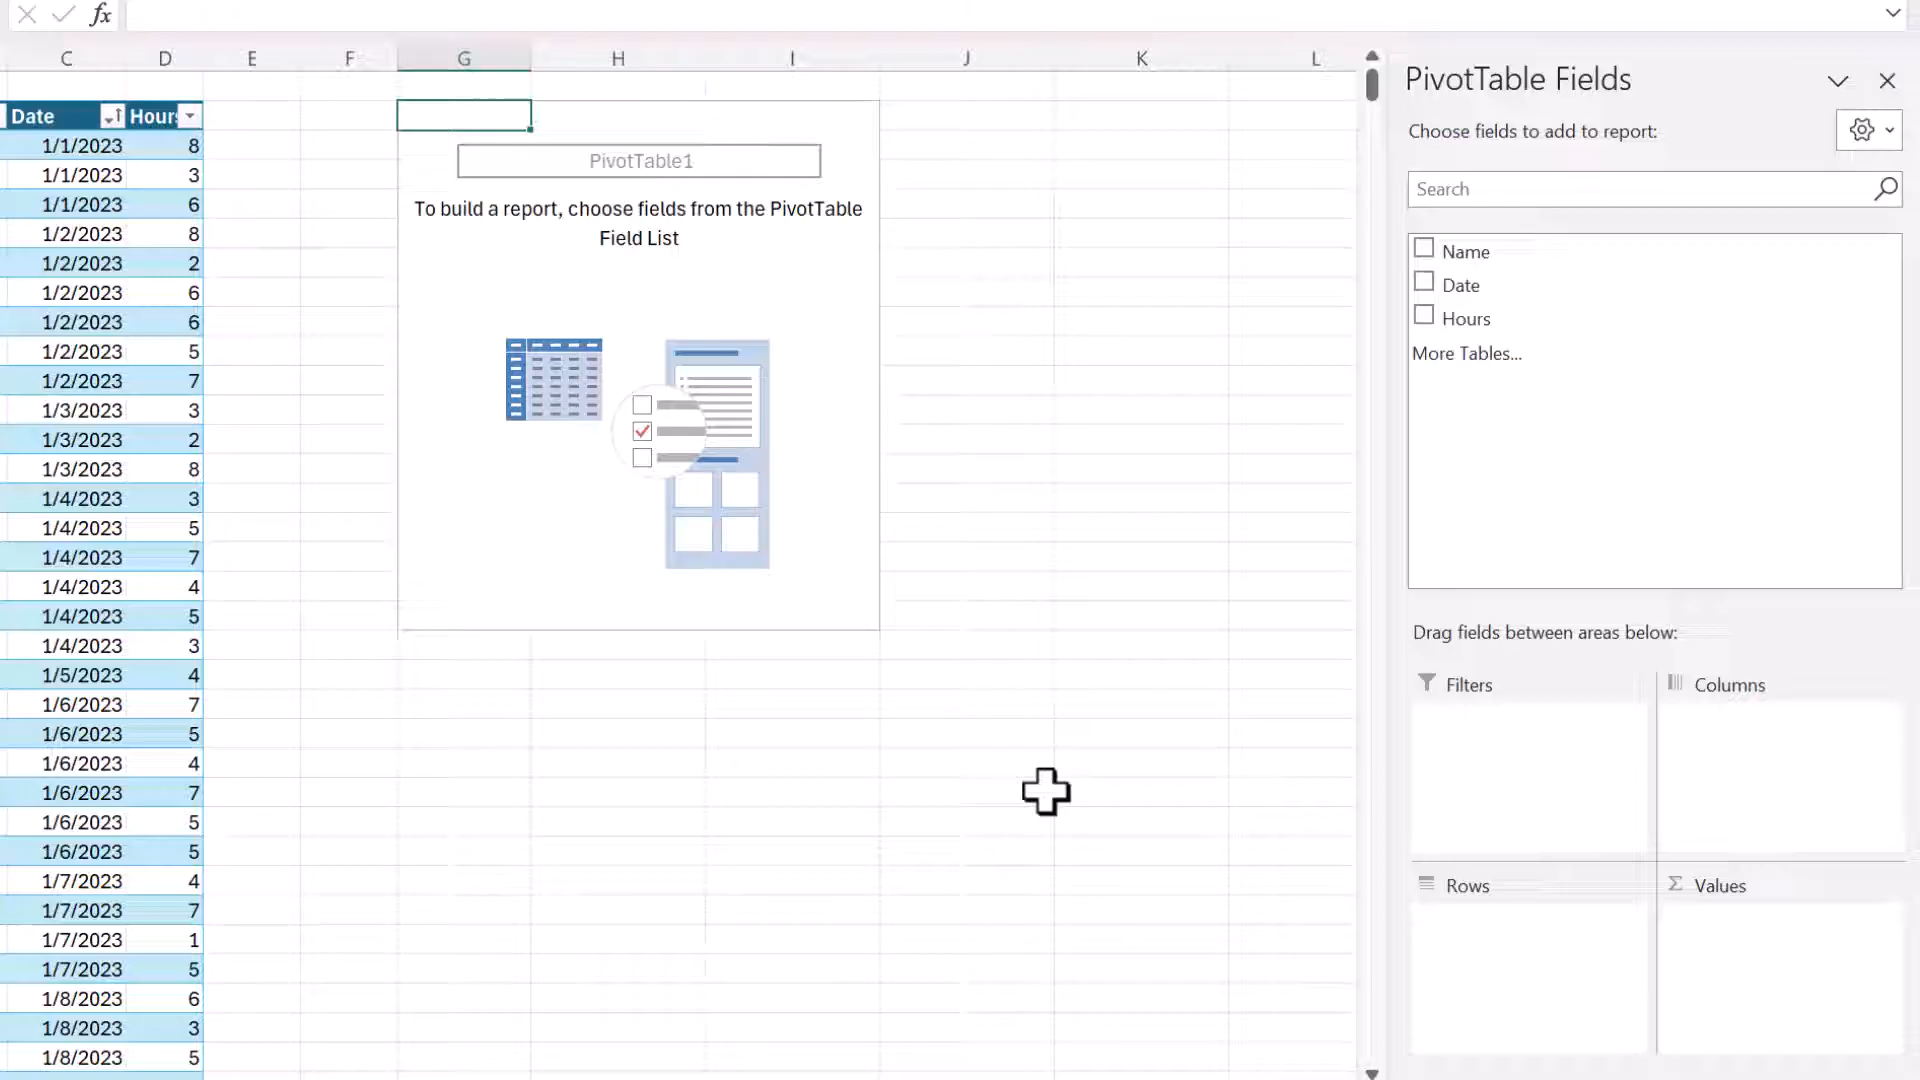 fx
C D E F G H I J K L
Date Hours
1/1/2023 8
1/1/2023 3
1/1/2023 6
1/2/2023 8
1/2/2023 2
1/2/2023 6
1/2/2023 6
1/2/2023 5
1/2/2023 7
1/3/2023 3
1/3/2023 2
1/3/2023 8
1/4/2023 3
1/4/2023 5
1/4/2023 7
1/4/2023 4
1/4/2023 5
1/4/2023 3
1/5/2023 4
1/6/2023 7
1/6/2023 5
1/6/2023 4
1/6/2023 7
1/6/2023 5
1/6/2023 5
1/7/2023 4
1/7/2023 7
1/7/2023 1
1/7/2023 5
1/8/2023 6
1/8/2023 3
1/8/2023 5
PivotTable1
To build a report, choose fields from the PivotTable
Field List
PivotTable Fields
Choose fields to add to report:
Search
Name
Date
Hours
More Tables...
Drag fields between areas below:
Filters
Columns
Rows
Σ Values